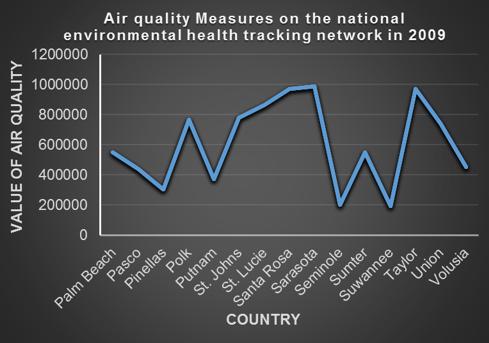 Air quality Measures on the national
environmental health tracking network in 2009
VALUE OF AIR QUALITY
1200000
1000000
800000
600000
400000
200000
0
Palm Beach
Pasco
Pinellas
Polk
Putnam
St. Johns
St. Lucie
Santa Rosa
Sarasota
Seminole
Sumter
Suwannee
Taylor
Union
Volusia
COUNTRY